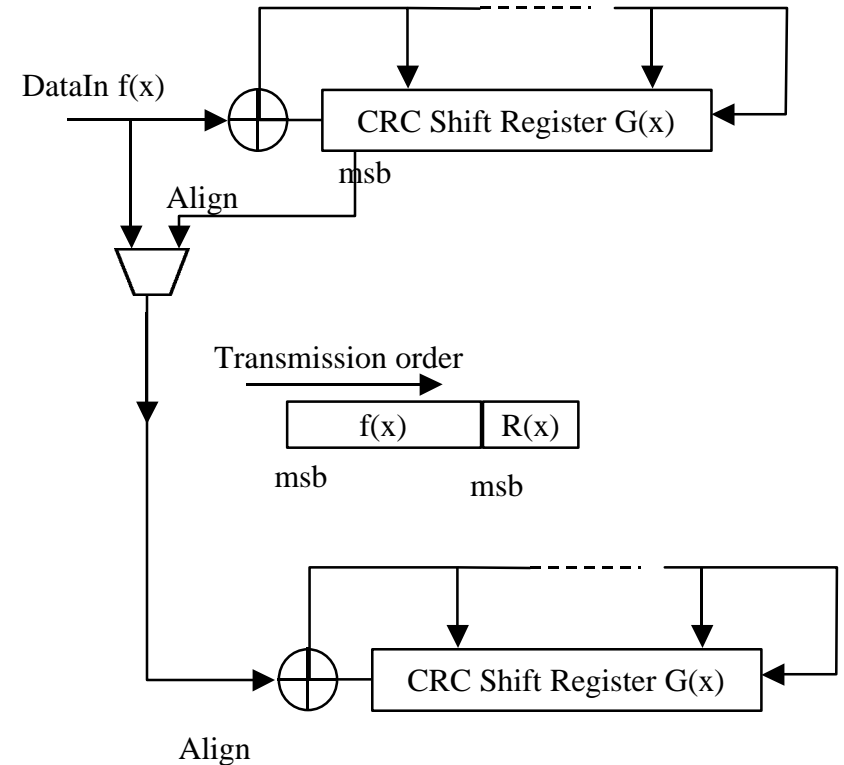 DataIn f(x)
CRC Shift Register G(x)
msb
Align
Transmission order
f(x) R(x)
msb
msb
CRC Shift Register G(x)
Align